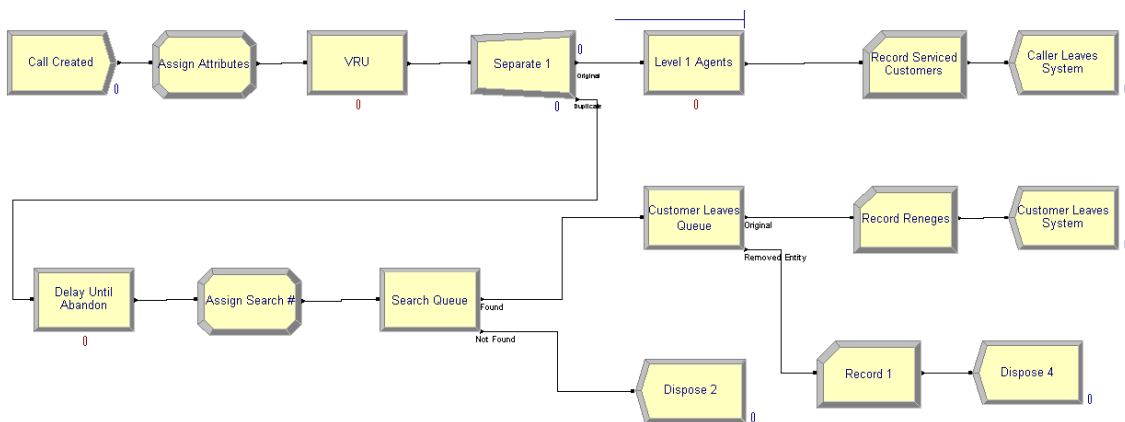 Call Created
0
Assign Attributes
VRU
0
Separate 1
0
Original
0
Duplicate
Level 1 Agents
0
Record Serviced
Customers
Caller Leaves
System
0
Delay Until
Abandon
0
Assign Search #
Search Queue
Found
Not Found
Customer Leaves
Queue
Original
Removed Entity
Record Reneges
Customer Leaves
System
Dispose 2
0
Record 1
Dispose 4
0